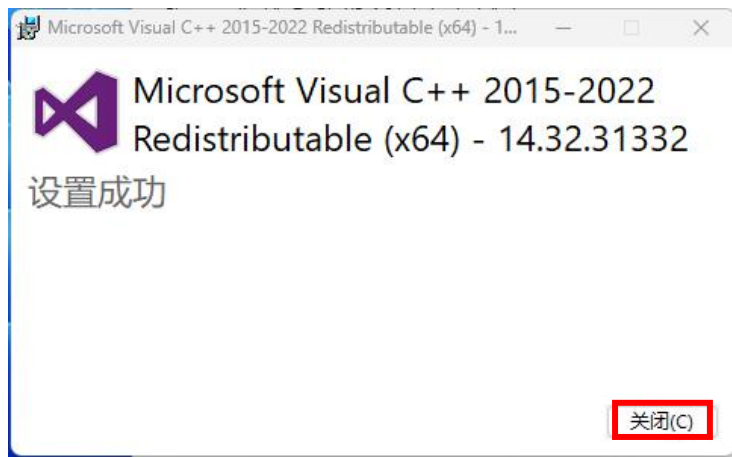 Microsoft Visual C++ 2015-2022 Redistributable (x64) - 1...
Microsoft Visual C++ 2015-2022
Redistributable (x64) - 14.32.31332
设置成功
关闭(C)